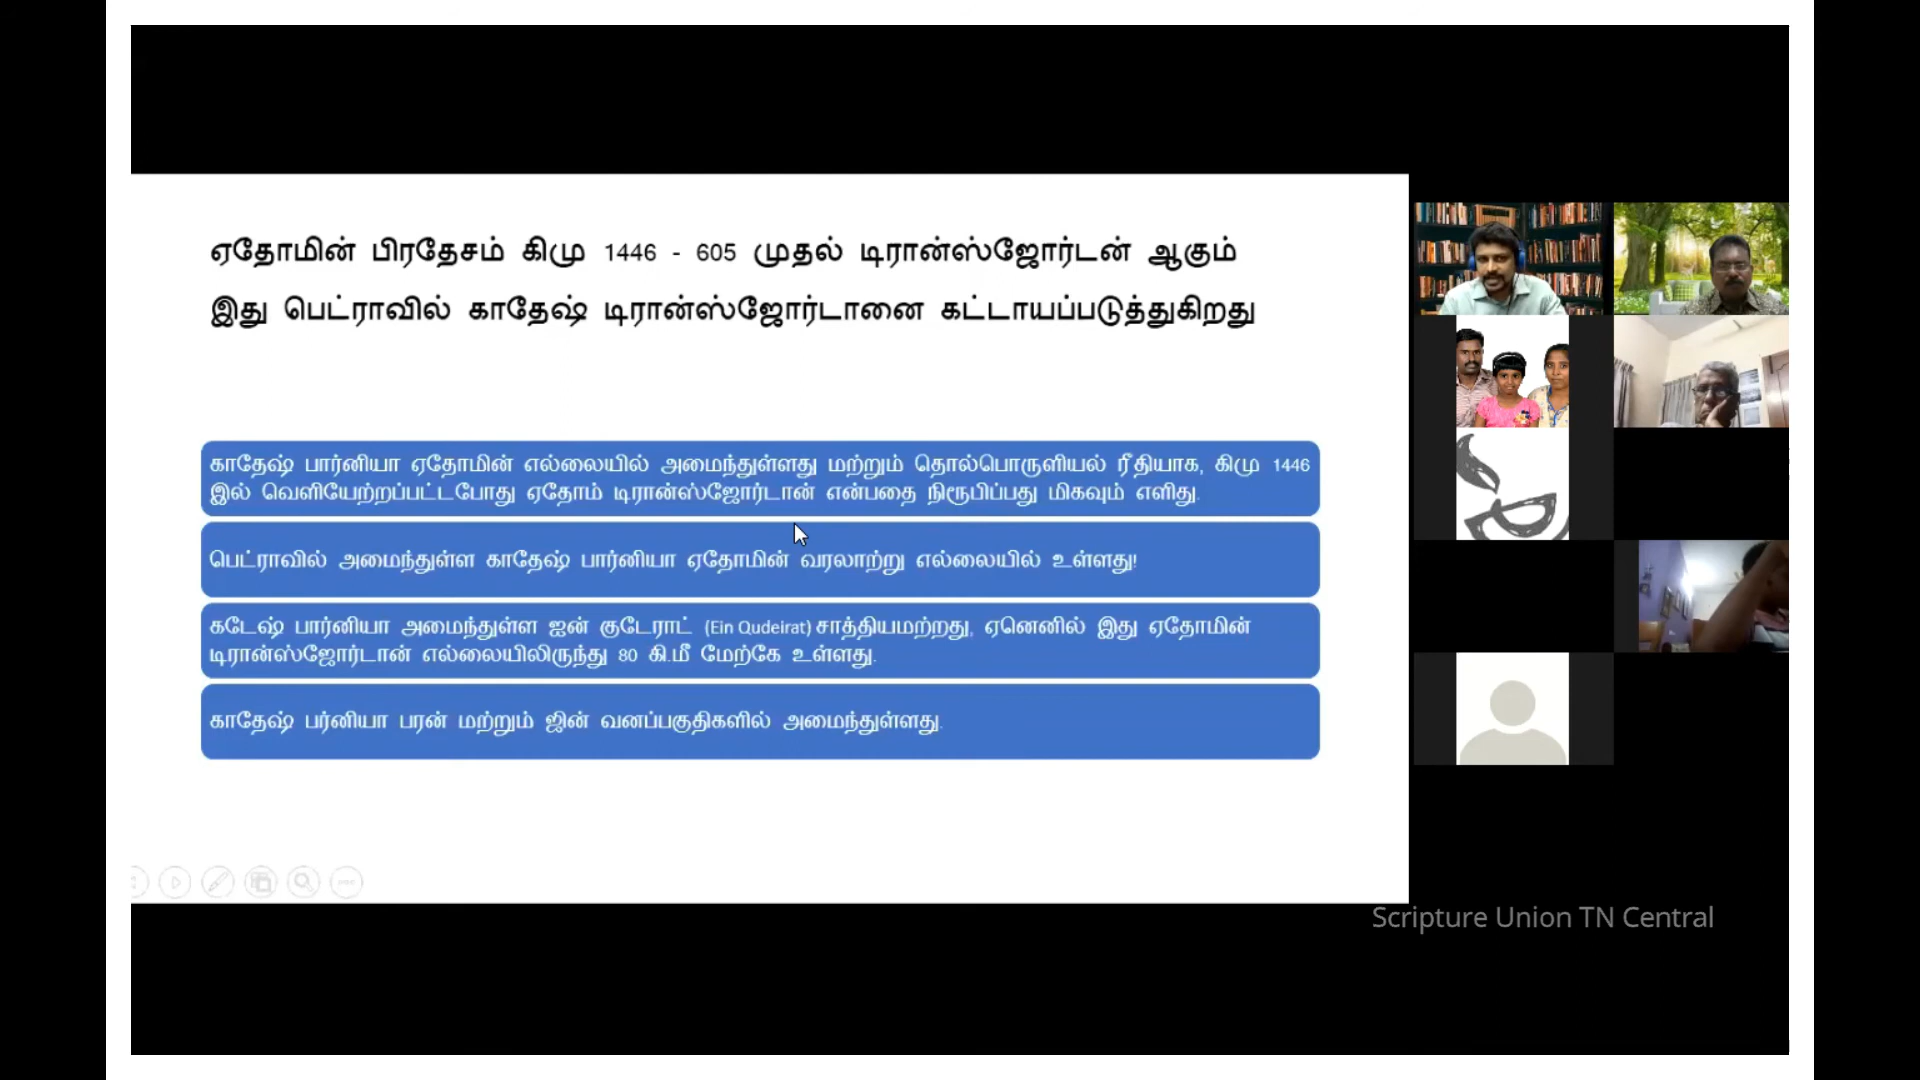 ஏதோமின் பிரதேசம் கிமு 1446 - 605 முதல் டிரான்ஸ்ஜோர்டன் ஆகும்
இது பெட்ராவில் காதேஷ் டிரான்ஸ்ஜோர்டானை கட்டாயப்படுத்துகிறது
காதேஷ் பார்னியா ஏதோமின் எல்லையில் அமைந்துள்ளது மற்றும் தொல்பொருளியல் ரீதியாக, கிமு 1446
இல் வெளியேற்றப்பட்டபோது ஏதோம் டிரான்ஸ்ஜோர்டான் என்பதை நிரூபிப்பது மிகவும் எளிது.
பெட்ராவில் அமைந்துள்ள காதேஷ் பார்னியா ஏதோமின் வரலாற்று எல்லையில் உள்ளது!
கடேஷ் பார்னியா அமைந்துள்ள ஐன் குடேராட் (Ein Qudeirat) சாத்தியமற்றது, ஏனெனில் இது ஏதோமின்
டிரான்ஸ்ஜோர்டான் எல்லையிலிருந்து 80 கி.மீ மேற்கே உள்ளது.
காதேஷ் பர்னியா பரன் மற்றும் ஜின் வனப்பகுதிகளில் அமைந்துள்ளது.
Scripture Union TN Central